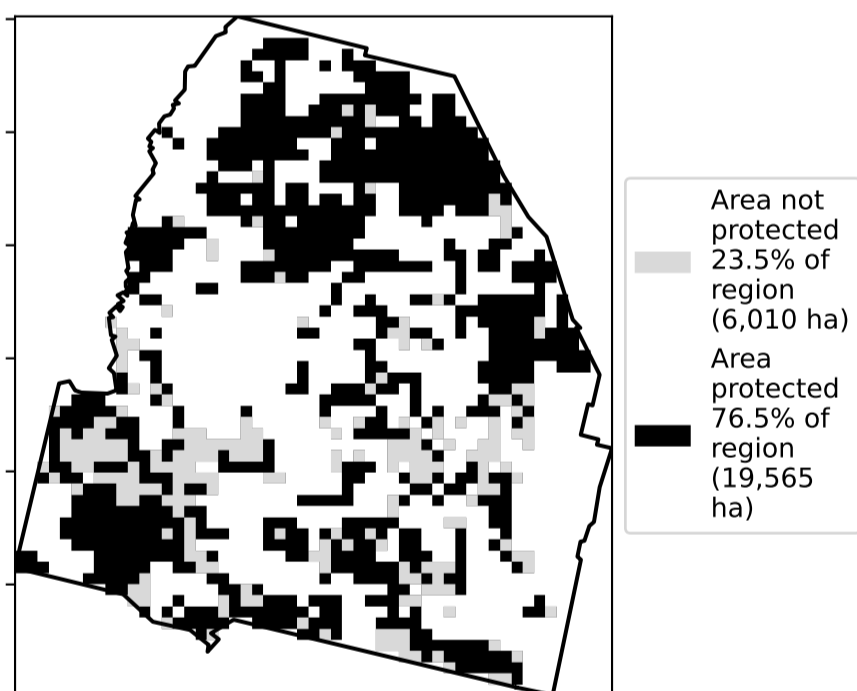 Area not
protected
23.5% of
region
(6,010 ha)
Area
protected
76.5% of
region
(19,565
ha)